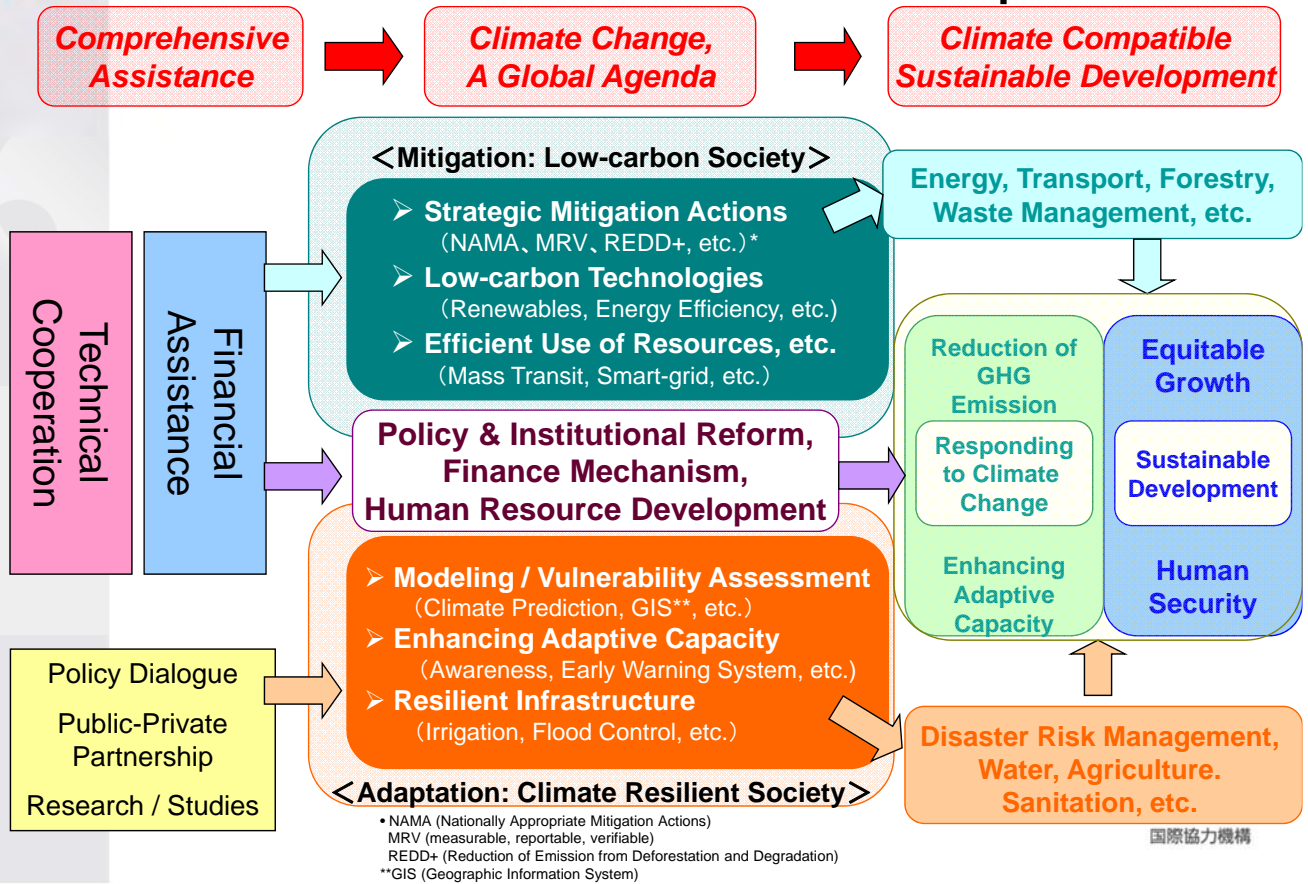 Comprehensive
Assistance
Climate Change,
A Global Agenda
Climate Compatible
Sustainable Development
＜Mitigation: Low-carbon Society＞
➢ Strategic Mitigation Actions
（NAMA、MRV、REDD+, etc.）*
➢ Low-carbon Technologies
(Renewables, Energy Efficiency, etc.)
➢ Efficient Use of Resources, etc.
（Mass Transit, Smart-grid, etc.）
Energy, Transport, Forestry,
Waste Management, etc.
Technical
Cooperation
Financial
Assistance
Policy & Institutional Reform,
Finance Mechanism,
Human Resource Development
Reduction of
GHG
Emission
Responding
to Climate
Change
Enhancing
Adaptive
Capacity
Equitable
Growth
Sustainable
Development
Human
Security
➢ Modeling / Vulnerability Assessment
（Climate Prediction, GIS**, etc.）
➢ Enhancing Adaptive Capacity
（Awareness, Early Warning System, etc.)
➢ Resilient Infrastructure
（Irrigation, Flood Control, etc.）
＜Adaptation: Climate Resilient Society＞
Policy Dialogue
Public-Private
Partnership
Research / Studies
Disaster Risk Management,
Water, Agriculture.
Sanitation, etc.
• NAMA (Nationally Appropriate Mitigation Actions)
MRV (measurable, reportable, verifiable)
REDD+ (Reduction of Emission from Deforestation and Degradation)
**GIS (Geographic Information System)
国際協力機構